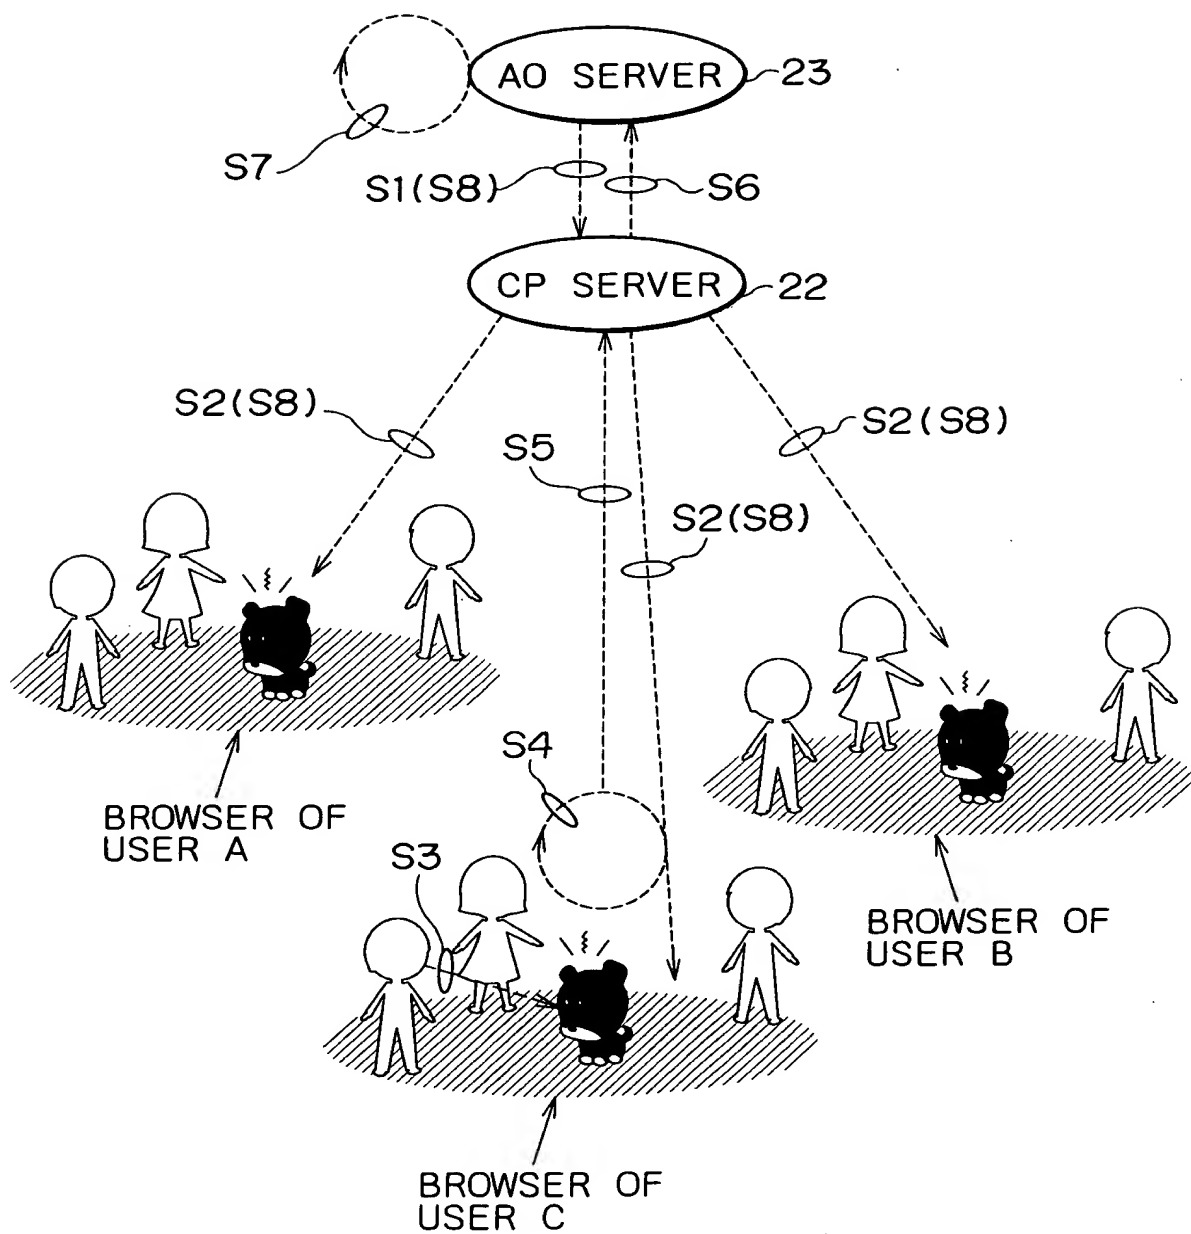 AO SERVER
23
S7
S1(S8)
S6
CP SERVER
22
S2(S8)
S2(S8)
S5
S2(S8)
S4
BROWSER OF
USER A
S3
BROWSER OF
USER B
BROWSER OF
USER C